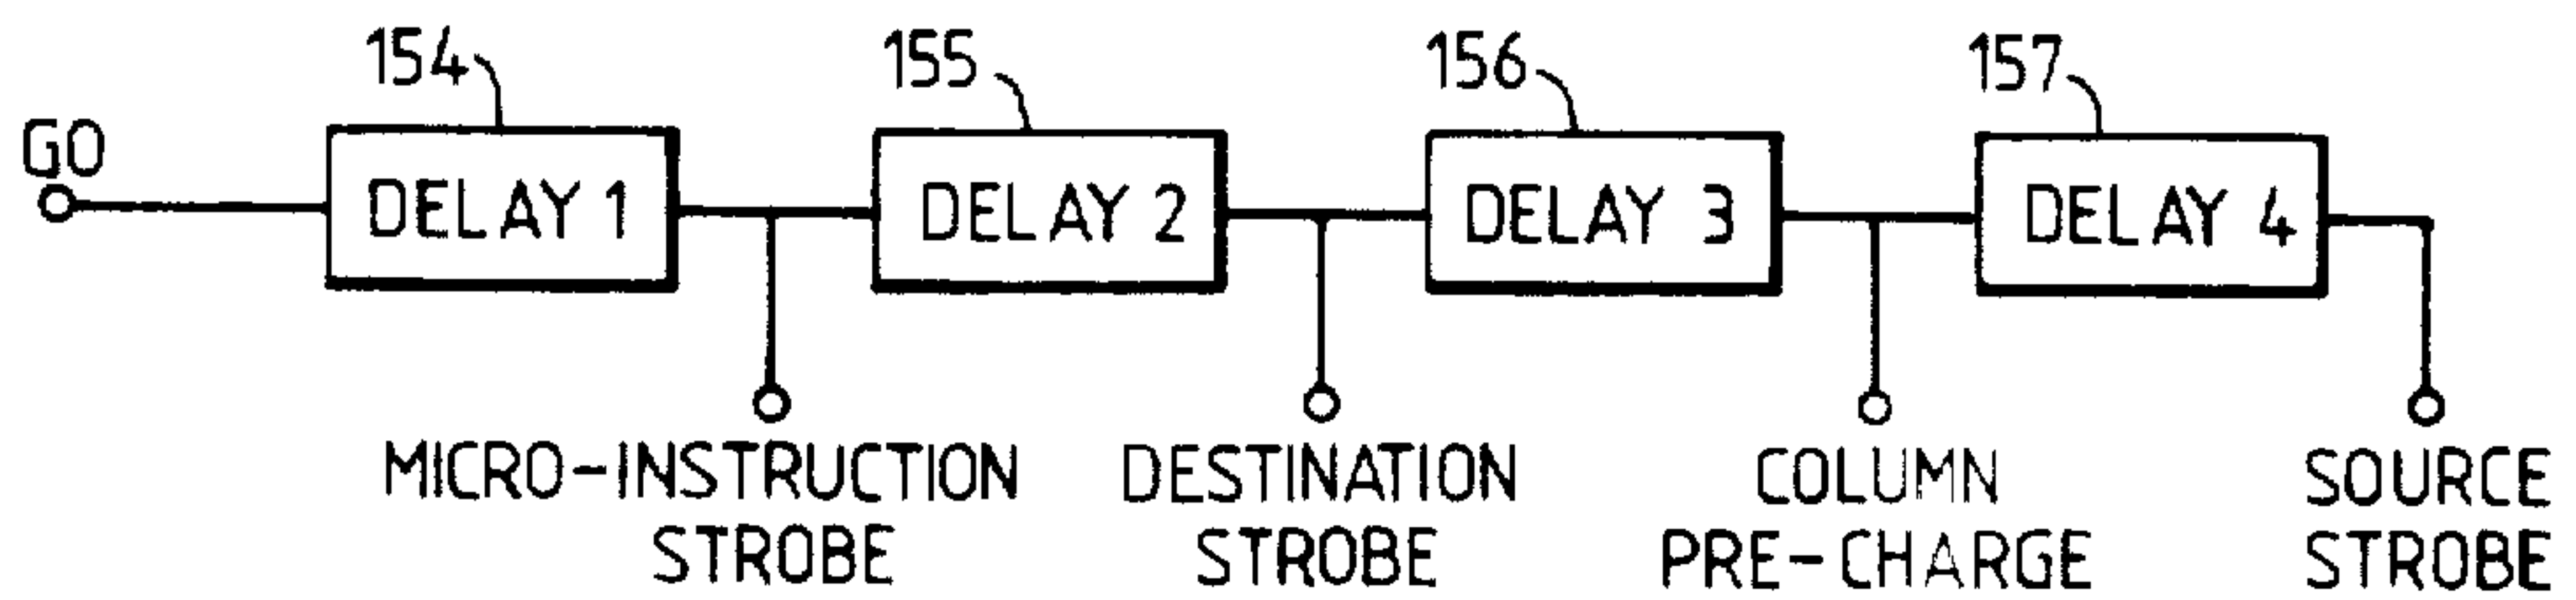 154
155
156
157
GO
DELAY 1
DELAY 2
DELAY 3
DELAY 4
MICRO-INSTRUCTION
STROBE
DESTINATION
STROBE
COLUMN
PRE-CHARGE
SOURCE
STROBE